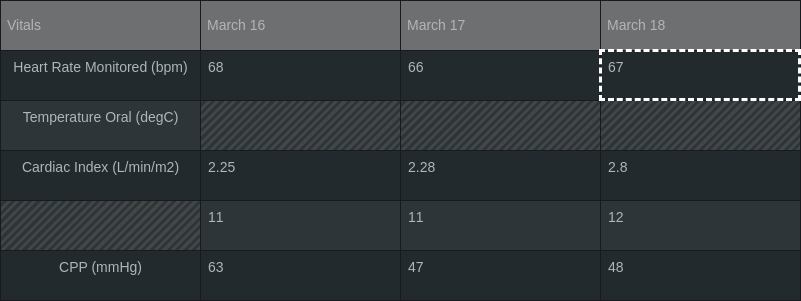 Vitals March 16 March 17 March 18
Heart Rate Monitored (bpm) 68 66 67
Temperature Oral (degC)
Cardiac Index (L/min/m2) 2.25 2.28 2.8
11 11 12
CPP (mmHg) 63 47 48